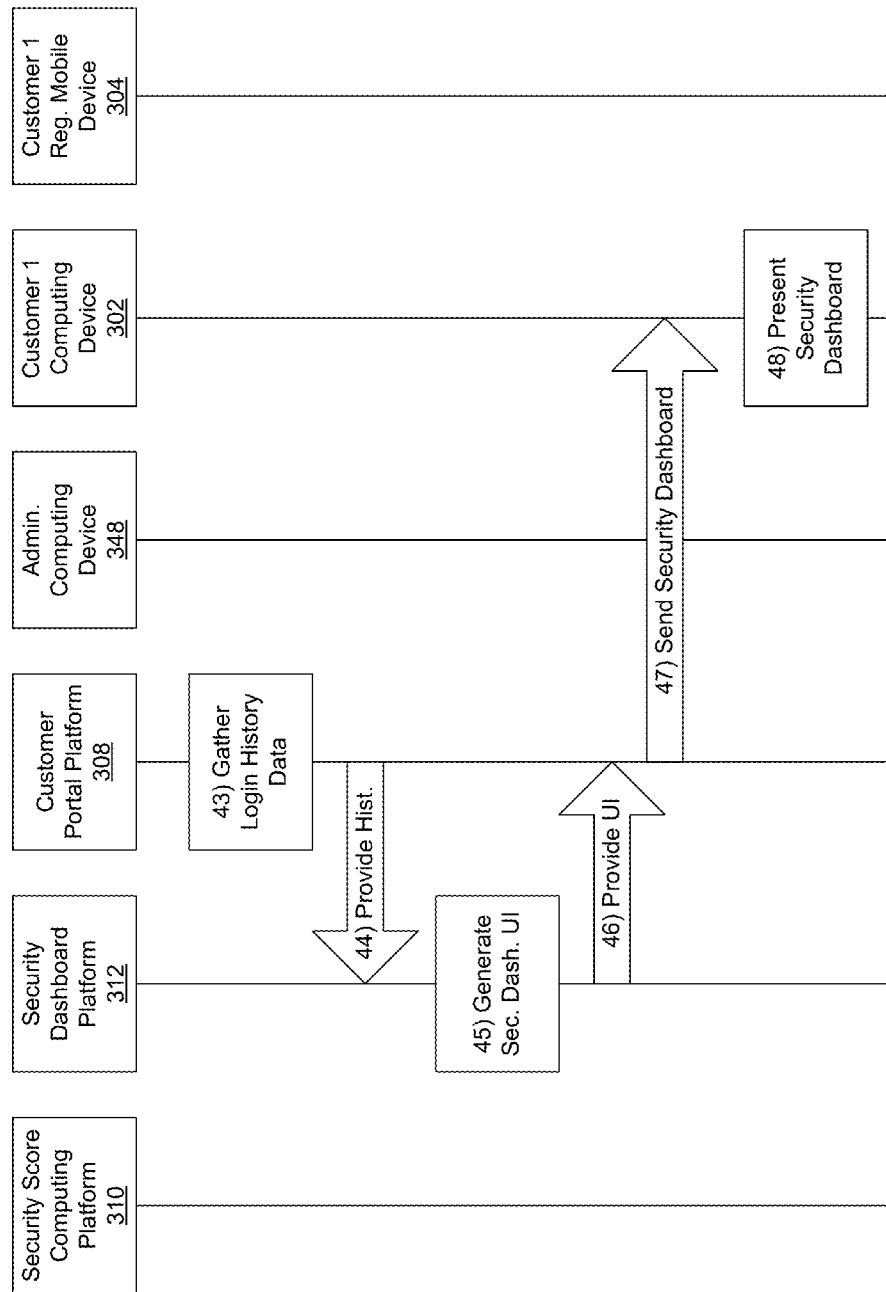 Security Score
Computing
Platform
310
Security
Dashboard
Platform
312
Customer
Portal Platform
308
Admin.
Computing
Device
348
Customer 1
Computing
Device
302
Customer 1
Reg. Mobile
Device
304
43) Gather
Login History
Data
44) Provide Hist.
45) Generate
Sec. Dash. UI
46) Provide UI
47) Send Security Dashboard
48) Present
Security
Dashboard